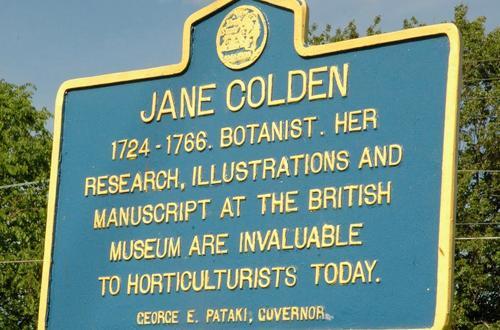 JANE COLDEN
1724-1766. BOTANIST. HER
RESEARCH, ILLUSTRATIONS AND
MANUSCRIPT AT THE BRITISH
MUSEUM ARE INVALUABLE
TO HORTICULTURISTS TODAY.
GEORGE E. PATAKI, GOVERNOR